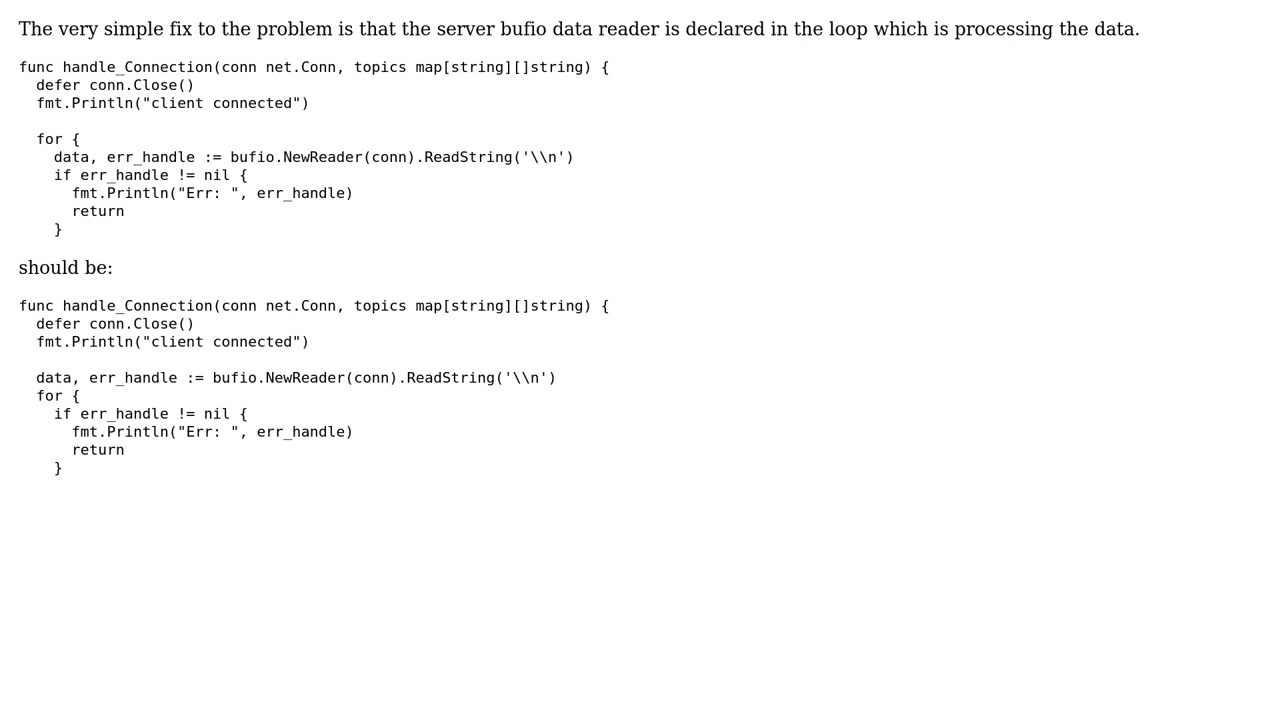 The very simple fix to the problem is that the server bufio data reader is declared in the loop which is processing the data.
func handle_Connection(conn net.Conn, topics map[string][]string) {
  defer conn.Close()
  fmt.Println("client connected")

  for {
    data, err_handle := bufio.NewReader(conn).ReadString('\\n')
    if err_handle != nil {
      fmt.Println("Err: ", err_handle)
      return
    }
should be:
func handle_Connection(conn net.Conn, topics map[string][]string) {
  defer conn.Close()
  fmt.Println("client connected")

  data, err_handle := bufio.NewReader(conn).ReadString('\\n')
  for {
    if err_handle != nil {
      fmt.Println("Err: ", err_handle)
      return
    }